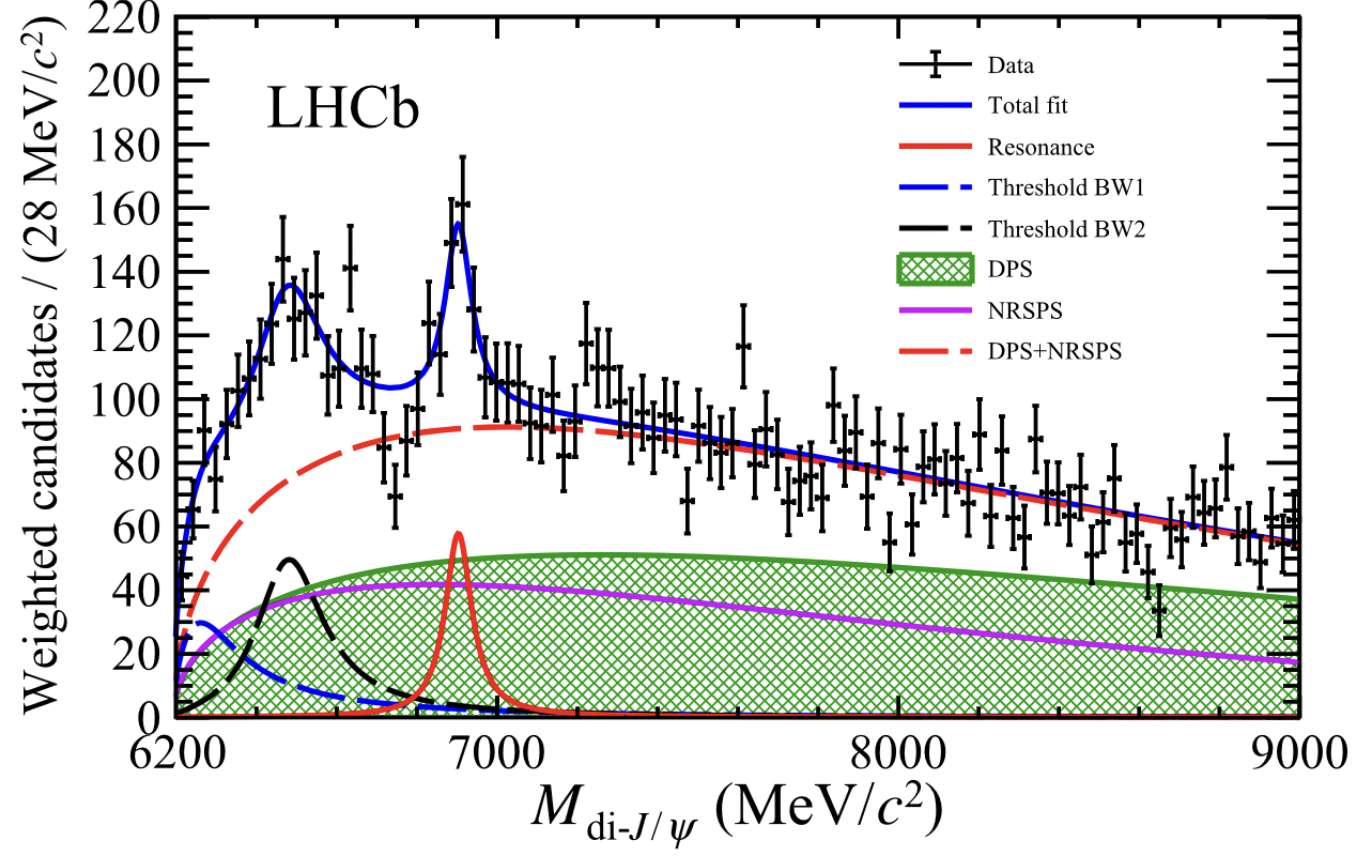 Weighted candidates / (28 MeV/c²)
220
200
180
160
140
120
100
80
60
40
20
0
LHCb
Data
Total fit
Resonance
Threshold BW1
Threshold BW2
DPS
NRSPS
DPS+NRSPS
6200 7000 8000 9000
M di-J/ψ (MeV/c²)